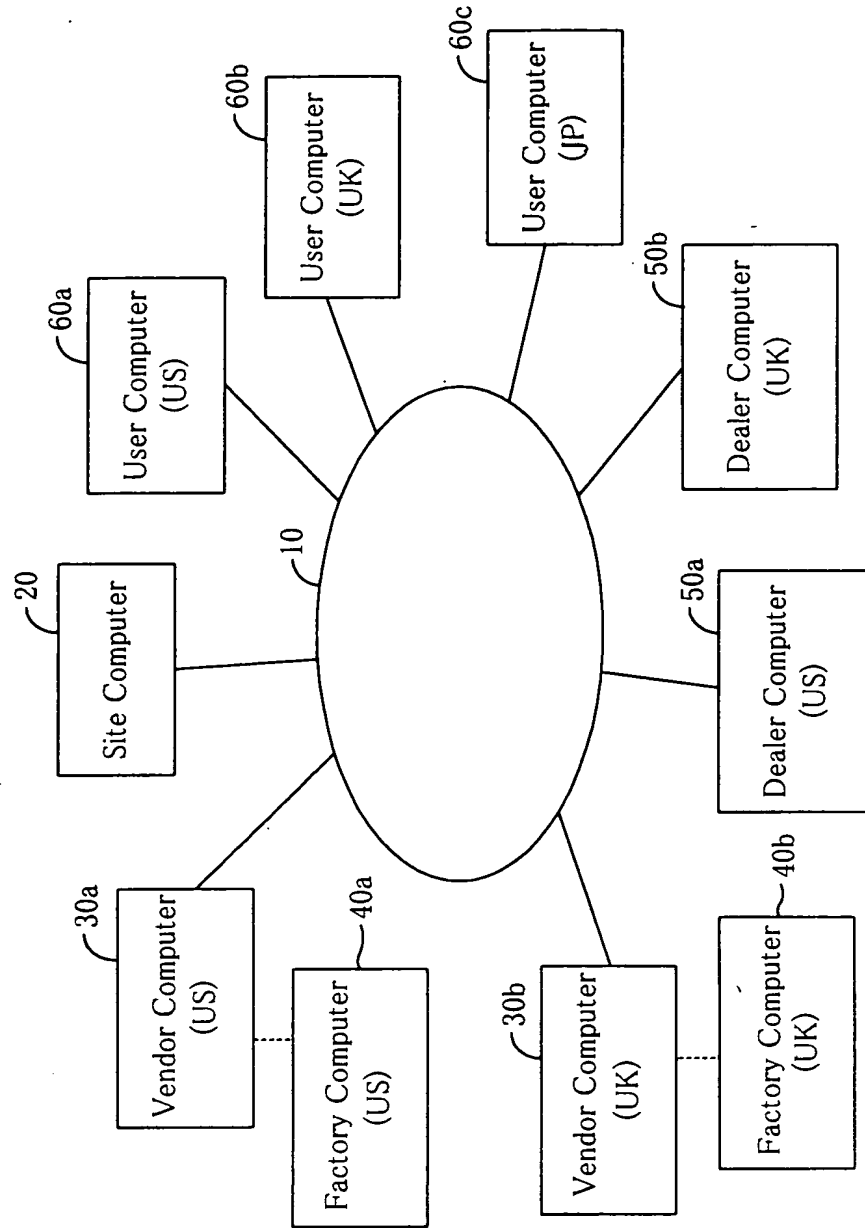 20
Site Computer
60a
User Computer
(US)
60b
User Computer
(UK)
60c
User Computer
(JP)
50b
Dealer Computer
(UK)
50a
Dealer Computer
(US)
10
30a
Vendor Computer
(US)
40a
Factory Computer
(US)
30b
Vendor Computer
(UK)
40b
Factory Computer
(UK)